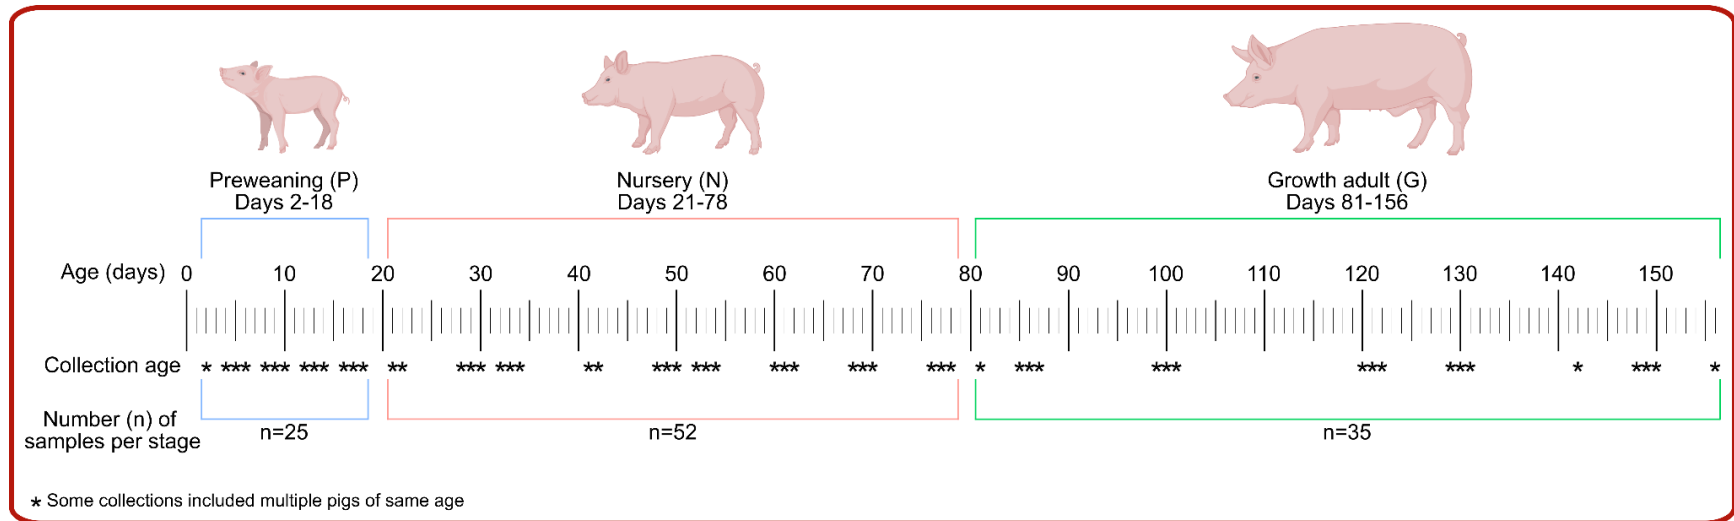 Preweaning (P)
Days 2-18
Nursery (N)
Days 21-78
Growth adult (G)
Days 81-156
Age (days) 0 10 20 30 40 50 60 70 80 90 100 110 120 130 140 150
Collection age * *** *** *** *** ** *** *** ** *** *** *** *** *** * *** *** *** *** * *** *
Number (n) of
samples per stage
n=25
n=52
n=35
* Some collections included multiple pigs of same age